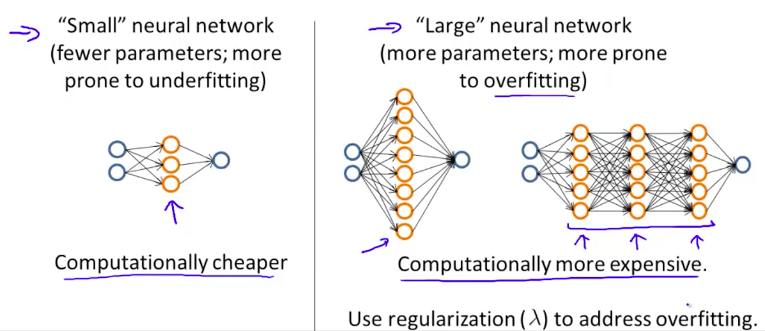 “Small” neural network
(fewer parameters; more
prone to underfitting)
Computationally cheaper
“Large” neural network
(more parameters; more prone
to overfitting)
Computationally more expensive.
Use regularization (λ) to address overfitting.